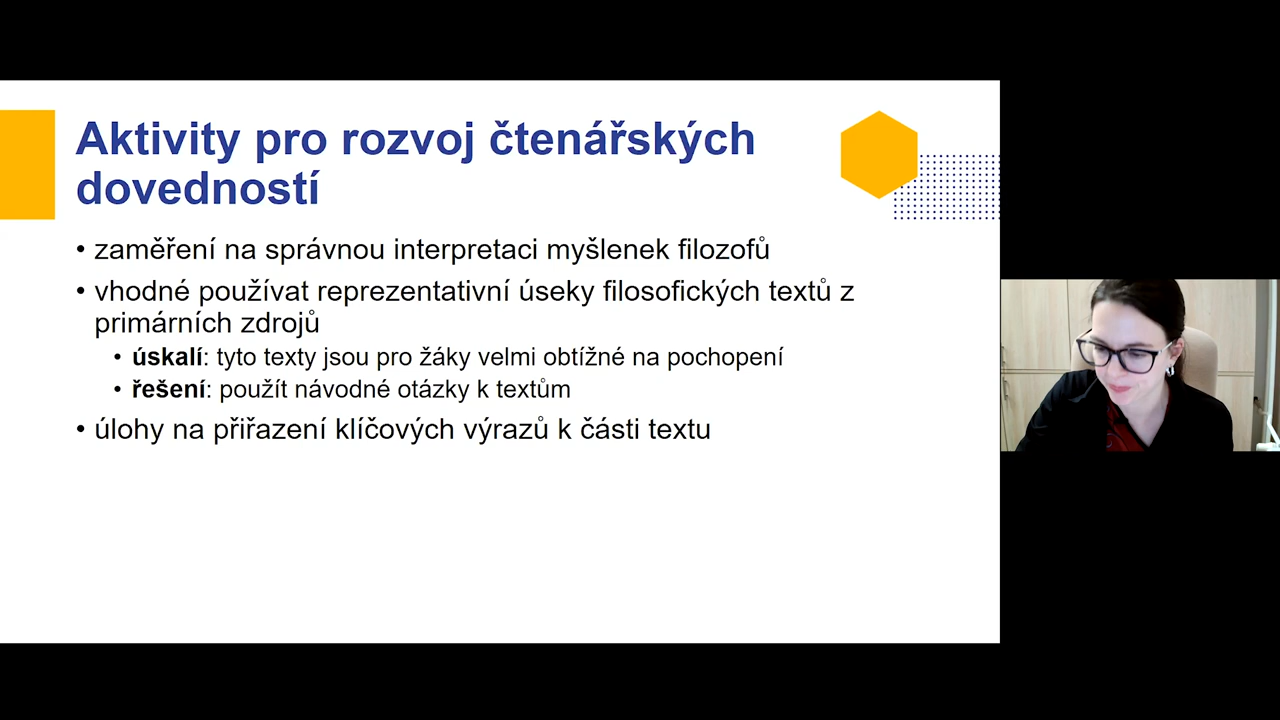 Aktivity pro rozvoj čtenářských
dovedností
• zaměření na správnou interpretaci myšlenek filozofů
• vhodné používat reprezentativní úseky filosofických textů z
primárních zdrojů
• úskalí: tyto texty jsou pro žáky velmi obtížné na pochopení
• řešení: použít návodné otázky k textům
• úlohy na přiřazení klíčových výrazů k části textu